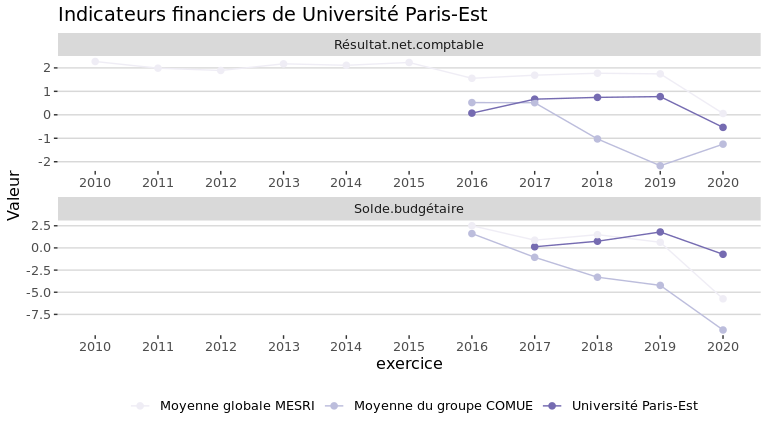 Indicateurs financiers de Université Paris-Est
Résultat.net.comptable
2
1
0
-1
-2
2010 2011 2012 2013 2014 2015 2016 2017 2018 2019 2020
Valeur
Solde.budgétaire
2.5
0.0
-2.5
-5.0
-7.5
2010 2011 2012 2013 2014 2015 2016 2017 2018 2019 2020
exercice
Moyenne globale MESRI Moyenne du groupe COMUE Université Paris-Est